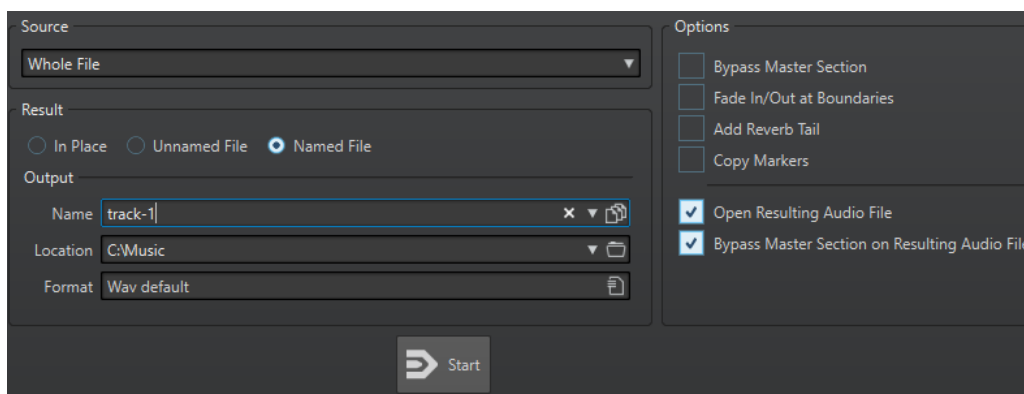 Source
Whole File
Result
In Place Unnamed File Named File
Output
Name track-1
Location C:\Music
Format Wav default
Start
Options
Bypass Master Section
Fade In/Out at Boundaries
Add Reverb Tail
Copy Markers
Open Resulting Audio File
Bypass Master Section on Resulting Audio File